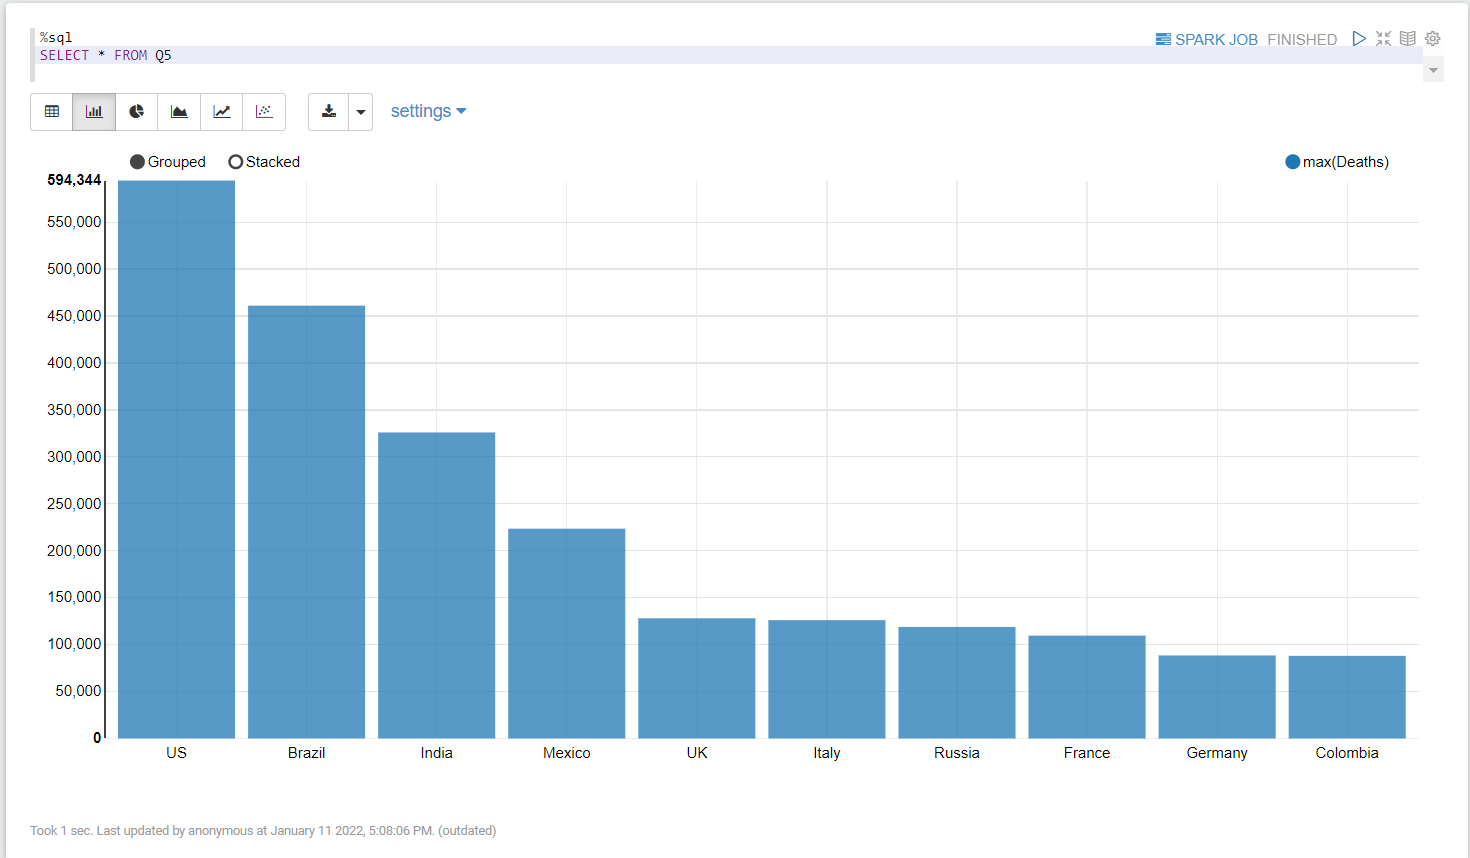 %sql
SPARK JOB FINISHED
SELECT * FROM Q5
settings
Grouped Stacked
max(Deaths)
594,344
550,000
500,000
450,000
400,000
350,000
300,000
250,000
200,000
150,000
100,000
50,000
0
US Brazil India Mexico UK Italy Russia France Germany Colombia
Took 1 sec. Last updated by anonymous at January 11 2022, 5:08:06 PM. (outdated)